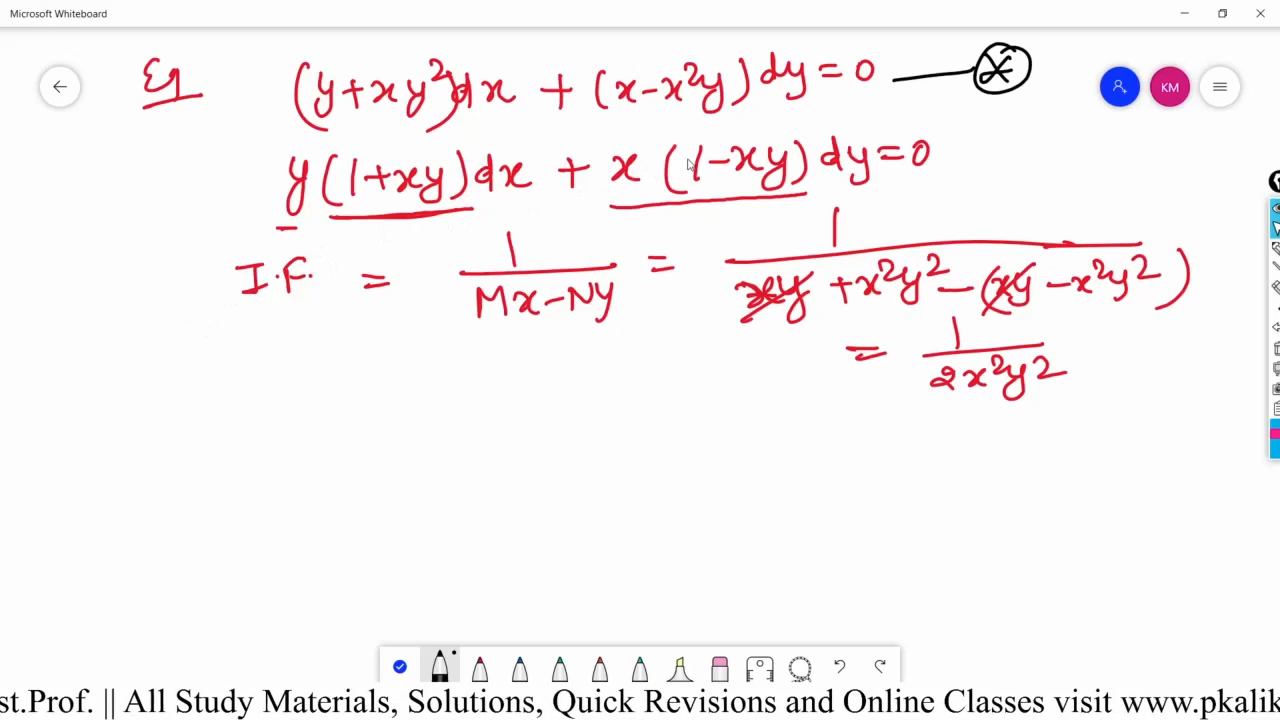 Microsoft Whiteboard
Eg (y+xy²)dx + (x-x²y)dy=0 —— ⊛
KM
y(1+xy)dx + x(1-xy)dy=0
I.F. = 1/(Mx-Ny) = 1/(xy+x²y²-(xy-x²y²))
= 1/(2x²y²)
st.Prof. || All Study Materials, Solutions, Quick Revisions and Online Classes visit www.pkalik